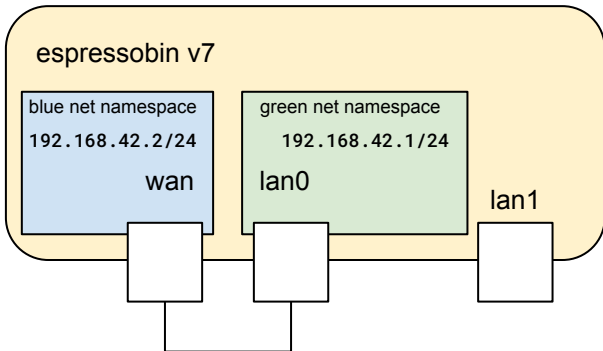 espressobin v7
blue net namespace
192.168.42.2/24
wan
green net namespace
192.168.42.1/24
lan0
lan1